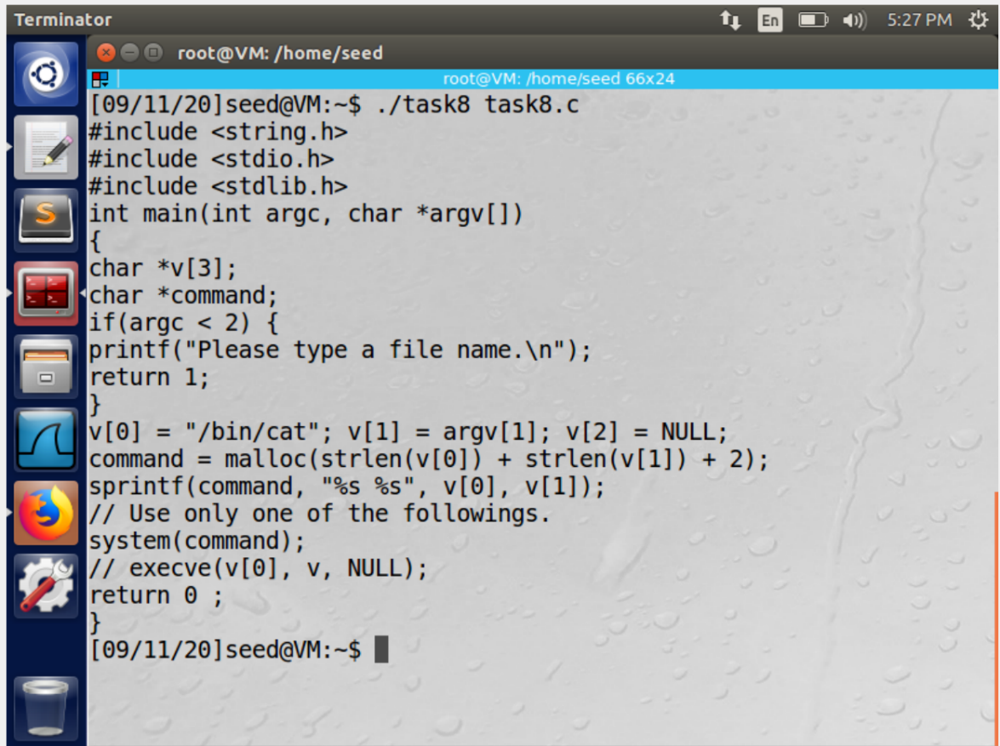 Terminator
En
5:27 PM
root@VM: /home/seed
root@VM: /home/seed 66x24
[09/11/20]seed@VM:~$ ./task8 task8.c
#include <string.h>
#include <stdio.h>
#include <stdlib.h>
int main(int argc, char *argv[])
{
char *v[3];
char *command;
if(argc < 2) {
printf("Please type a file name.\n");
return 1;
}
v[0] = "/bin/cat"; v[1] = argv[1]; v[2] = NULL;
command = malloc(strlen(v[0]) + strlen(v[1]) + 2);
sprintf(command, "%s %s", v[0], v[1]);
// Use only one of the followings.
system(command);
// execve(v[0], v, NULL);
return 0 ;
}
[09/11/20]seed@VM:~$